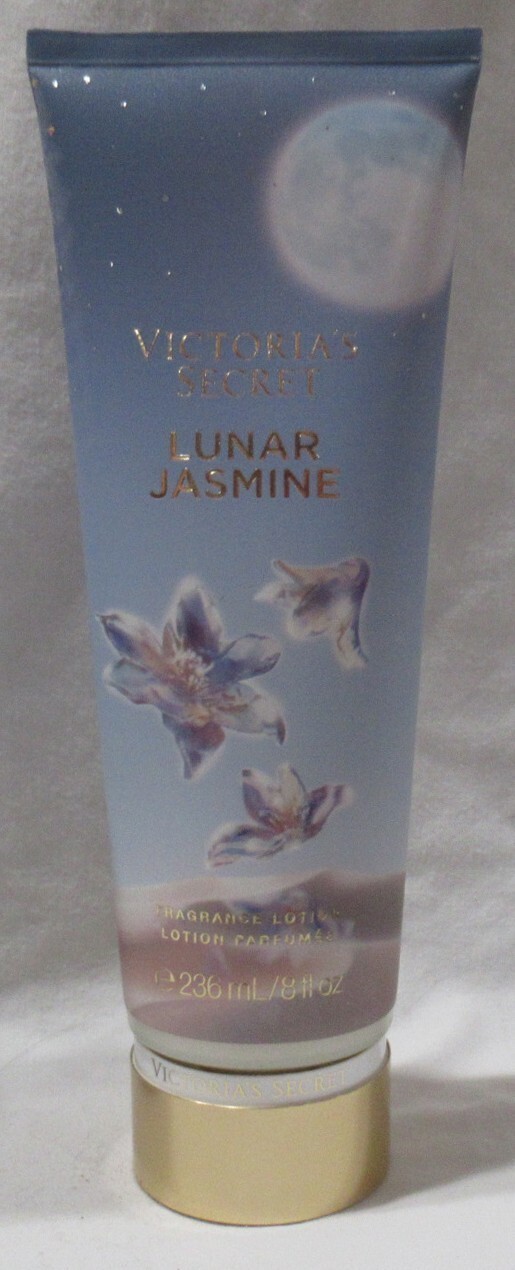 VICTORIA'S
SECRET
LUNAR
JASMINE
FRAGRANCE LOTION
LOTION PARFUMÉE
℮ 236 mL/8 fl oz
VICTORIA'S SECRET